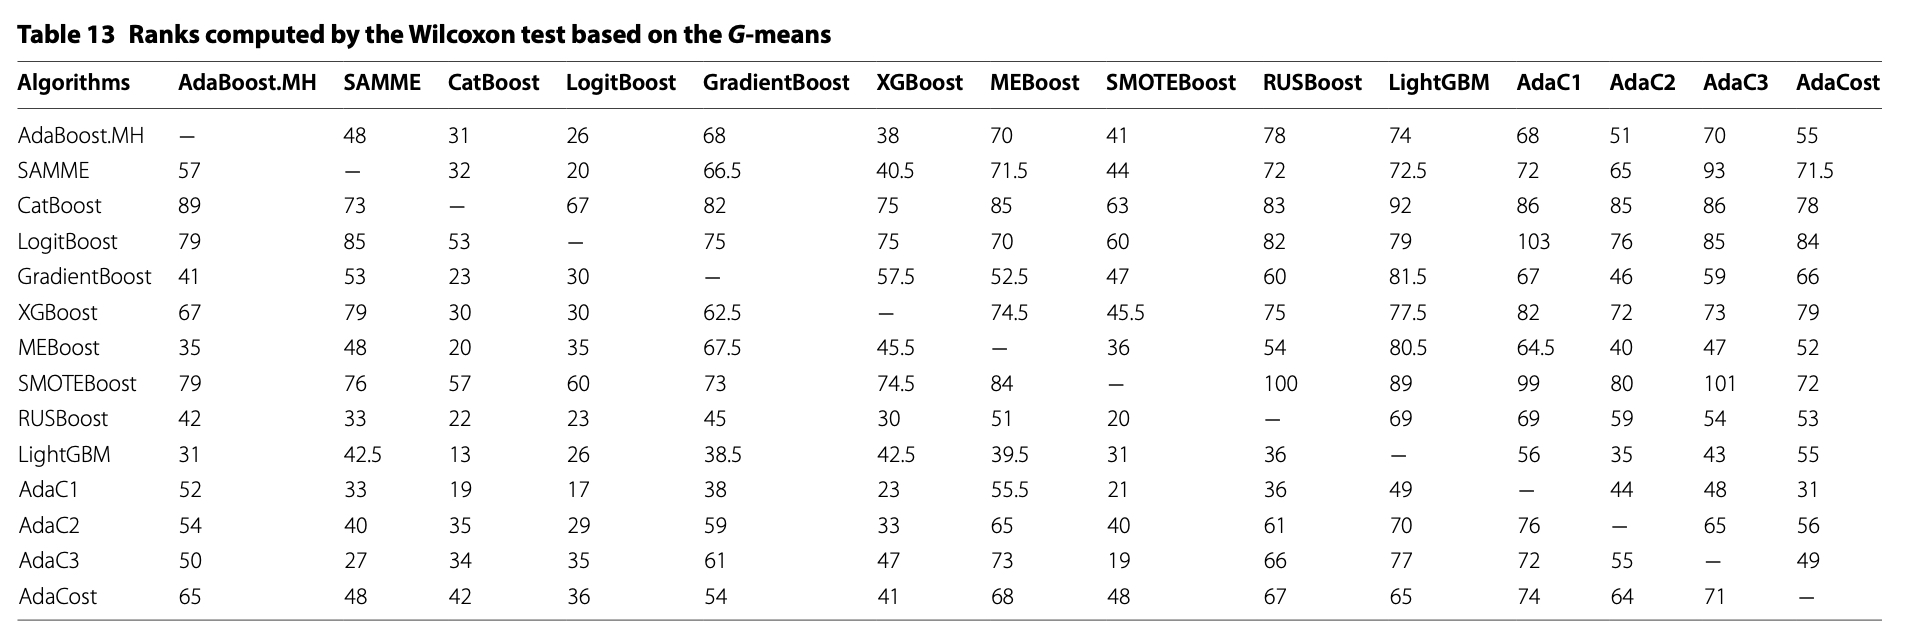 Table 13 Ranks computed by the Wilcoxon test based on the G-means
Algorithms AdaBoost.MH SAMME CatBoost LogitBoost GradientBoost XGBoost MEBoost SMOTEBoost RUSBoost LightGBM AdaC1 AdaC2 AdaC3 AdaCost
AdaBoost.MH — 48 31 26 68 38 70 41 78 74 68 51 70 55
SAMME 57 — 32 20 66.5 40.5 71.5 44 72 72.5 72 65 93 71.5
CatBoost 89 73 — 67 82 75 85 63 83 92 86 85 86 78
LogitBoost 79 85 53 — 75 75 70 60 82 79 103 76 85 84
GradientBoost 41 53 23 30 — 57.5 52.5 47 60 81.5 67 46 59 66
XGBoost 67 79 30 30 62.5 — 74.5 45.5 75 77.5 82 72 73 79
MEBoost 35 48 20 35 67.5 45.5 — 36 54 80.5 64.5 40 47 52
SMOTEBoost 79 76 57 60 73 74.5 84 — 100 89 99 80 101 72
RUSBoost 42 33 22 23 45 30 51 20 — 69 69 59 54 53
LightGBM 31 42.5 13 26 38.5 42.5 39.5 31 36 — 56 35 43 55
AdaC1 52 33 19 17 38 23 55.5 21 36 49 — 44 48 31
AdaC2 54 40 35 29 59 33 65 40 61 70 76 — 65 56
AdaC3 50 27 34 35 61 47 73 19 66 77 72 55 — 49
AdaCost 65 48 42 36 54 41 68 48 67 65 74 64 71 —